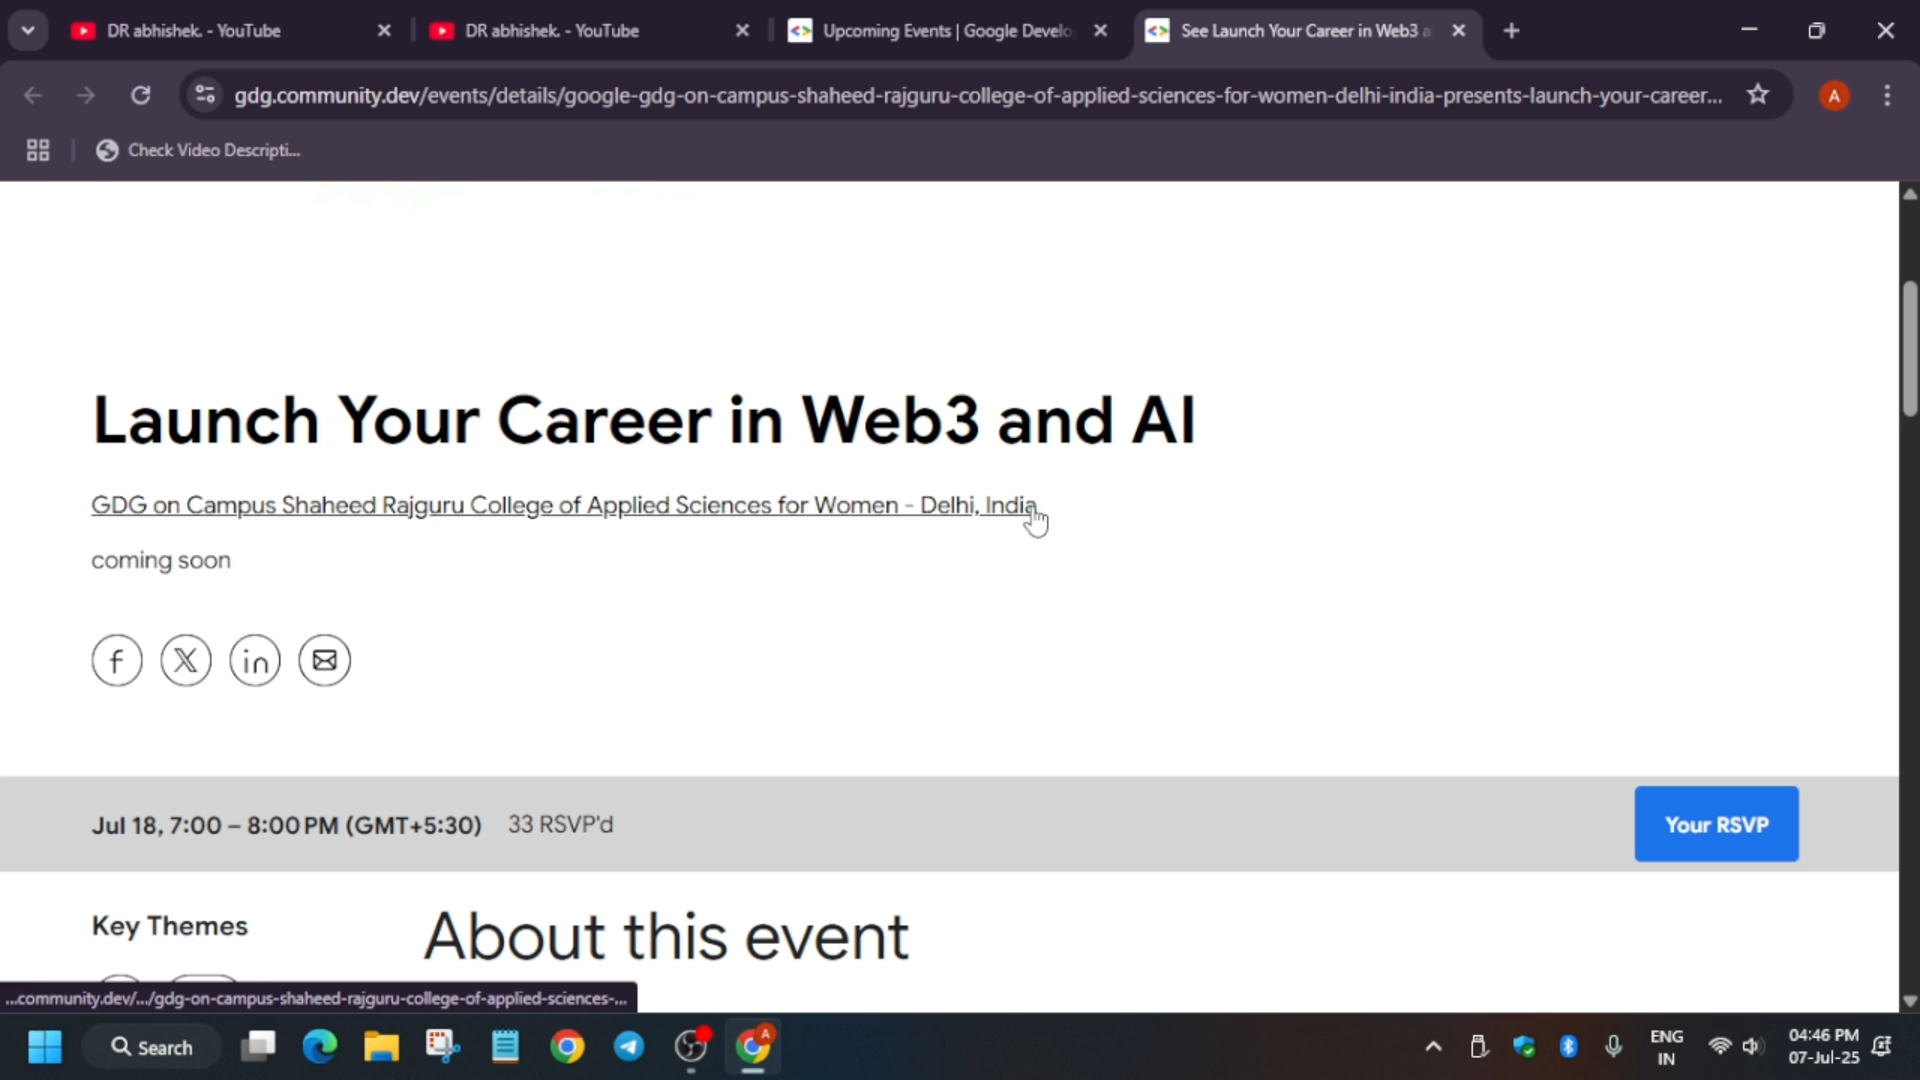 DR abhishek. - YouTube
DR abhishek. - YouTube
Upcoming Events | Google Develo
See Launch Your Career in Web3 a
gdg.community.dev/events/details/google-gdg-on-campus-shaheed-rajguru-college-of-applied-sciences-for-women-delhi-india-presents-launch-your-career...
A
Check Video Descripti...
Launch Your Career in Web3 and AI
GDG on Campus Shaheed Rajguru College of Applied Sciences for Women - Delhi, India
coming soon
f X in
Jul 18, 7:00 – 8:00 PM (GMT+5:30) 33 RSVP'd
Your RSVP
Key Themes
About this event
...community.dev/.../gdg-on-campus-shaheed-rajguru-college-of-applied-sciences-...
Search
A
ENG
IN
04:46 PM
07-Jul-25